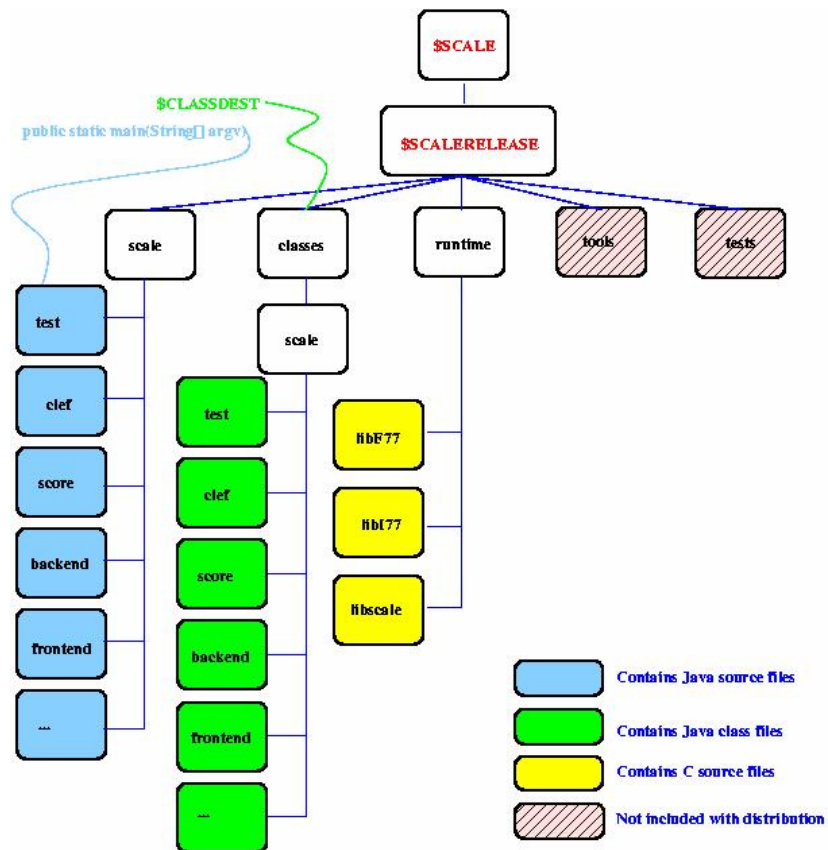 $SCALE
$CLASSDEST
public static main(String[] argv)
$SCALERELEASE
scale
classes
runtime
tools
tests
test
scale
clef
test
libF77
score
clef
libI77
backend
score
libscale
frontend
backend
...
frontend
...
Contains Java source files
Contains Java class files
Contains C source files
Not included with distribution